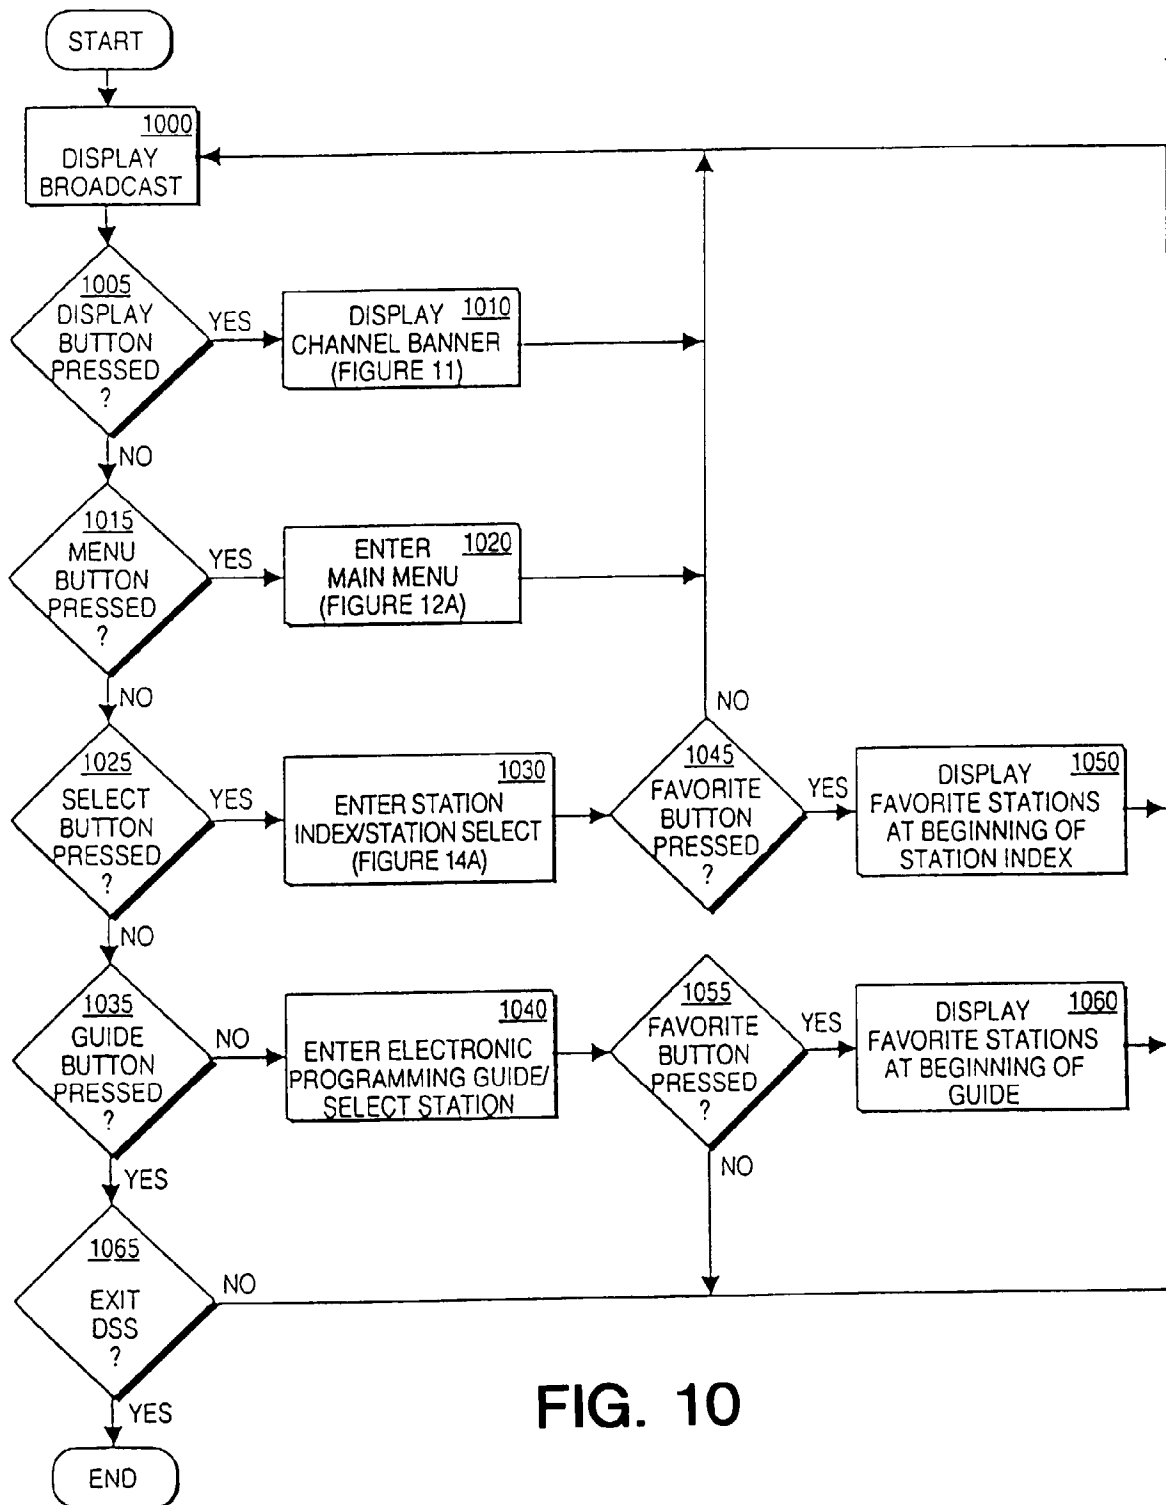 START
1000
DISPLAY
BROADCAST
1005
DISPLAY
BUTTON
PRESSED
?
YES
1010
DISPLAY
CHANNEL BANNER
(FIGURE 11)
NO
1015
MENU
BUTTON
PRESSED
?
YES
1020
ENTER
MAIN MENU
(FIGURE 12A)
NO
1025
SELECT
BUTTON
PRESSED
?
YES
1030
ENTER STATION
INDEX/STATION SELECT
(FIGURE 14A)
NO
1045
FAVORITE
BUTTON
PRESSED
?
YES
1050
DISPLAY
FAVORITE STATIONS
AT BEGINNING OF
STATION INDEX
NO
1035
GUIDE
BUTTON
PRESSED
?
NO
1040
ENTER ELECTRONIC
PROGRAMMING GUIDE/
SELECT STATION
1055
FAVORITE
BUTTON
PRESSED
?
YES
1060
DISPLAY
FAVORITE STATIONS
AT BEGINNING OF
GUIDE
NO
YES
1065
EXIT
DSS
?
NO
YES
END
FIG. 10